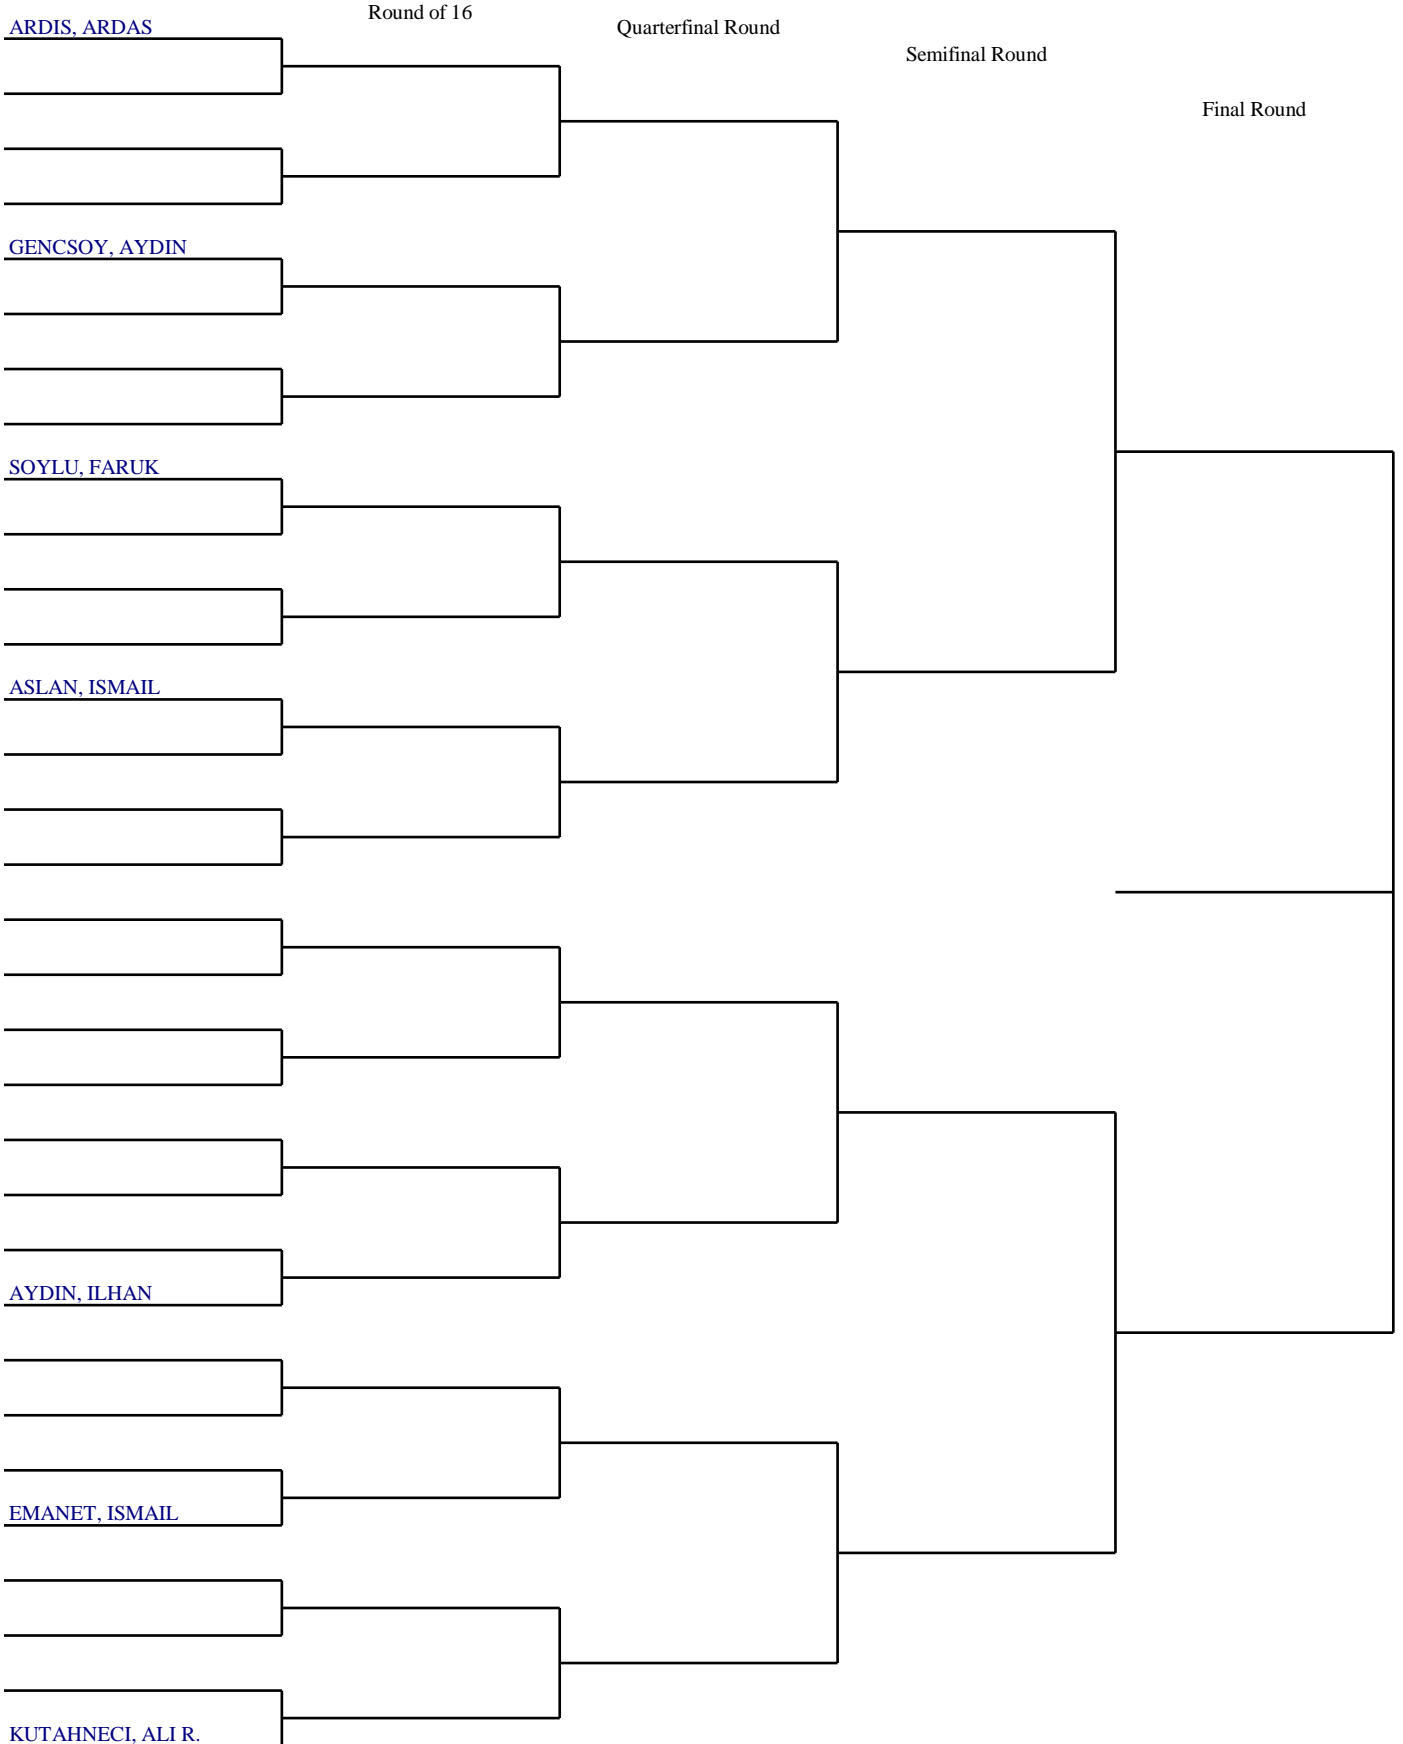 Round of 16
Quarterfinal Round
Semifinal Round
Final Round
ARDIS, ARDAS
GENCSOY, AYDIN
SOYLU, FARUK
ASLAN, ISMAIL
AYDIN, ILHAN
EMANET, ISMAIL
KUTAHNECI, ALI R.